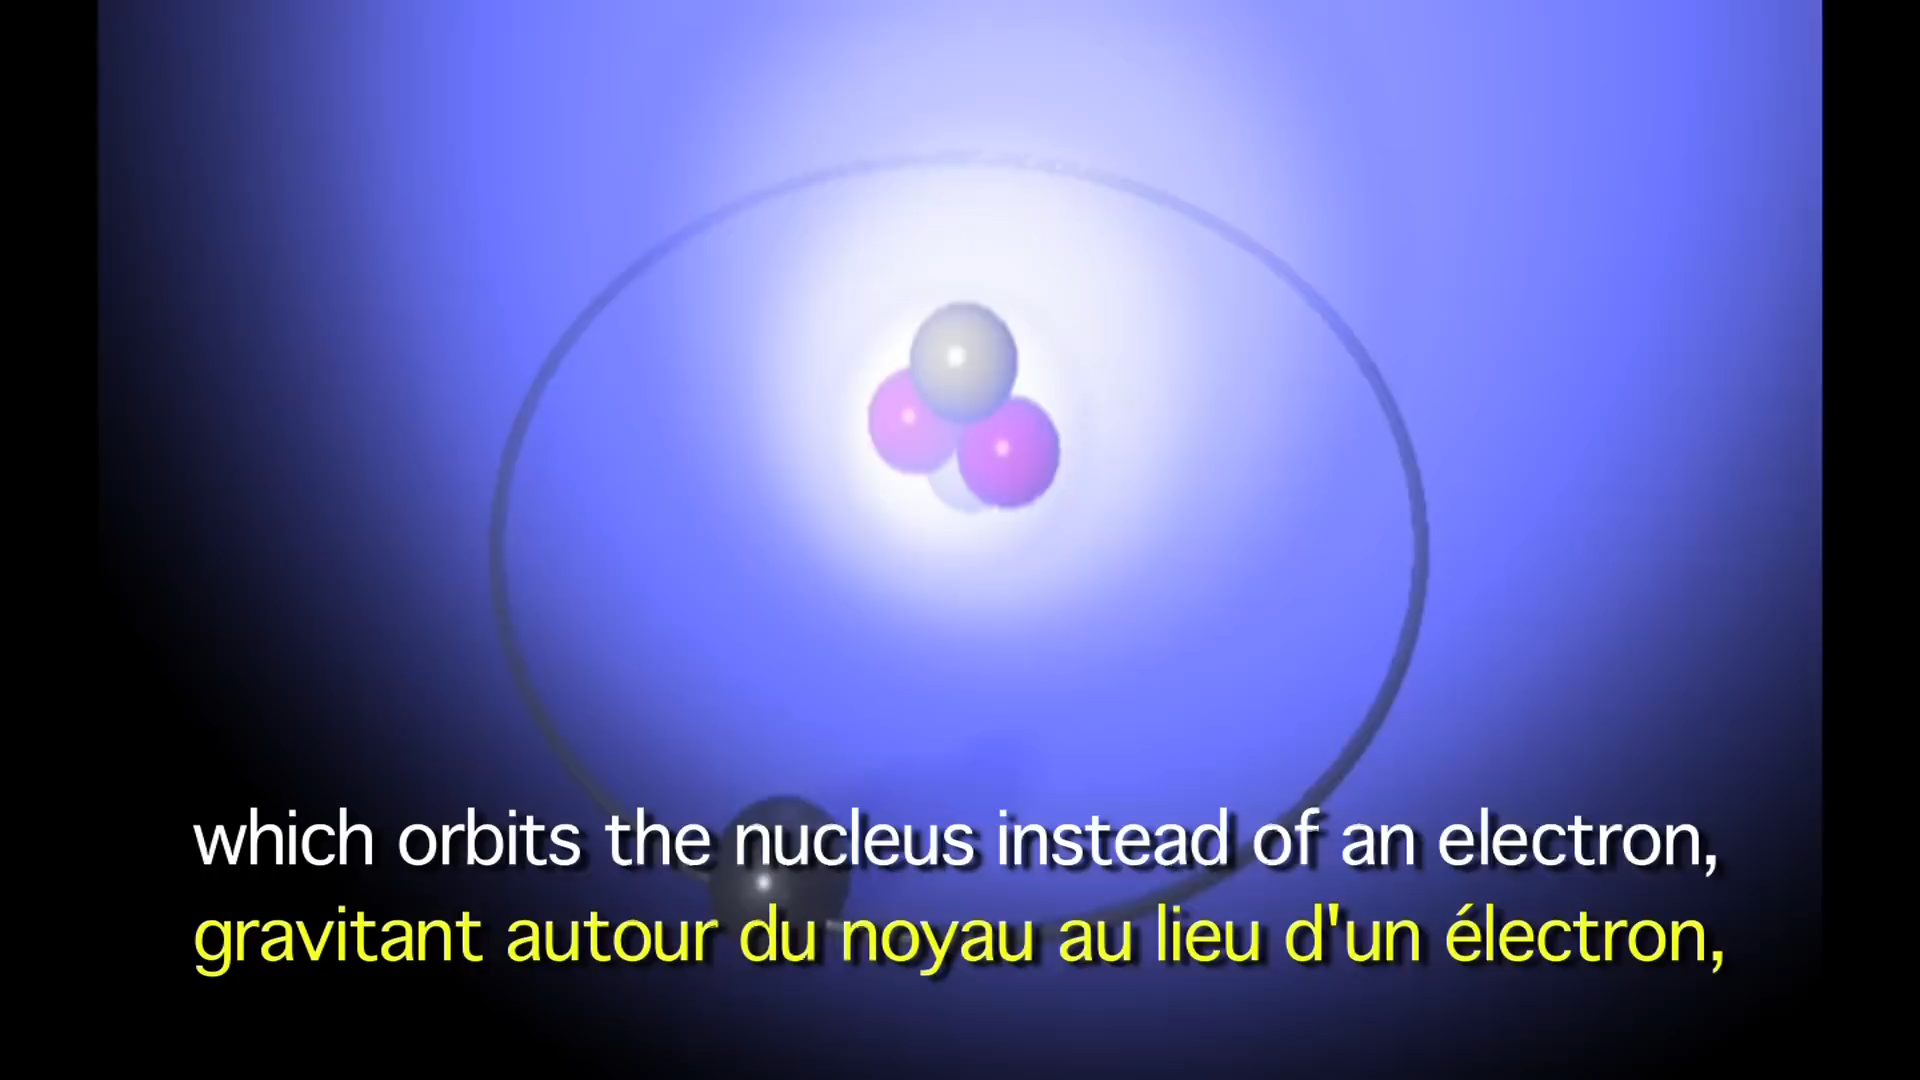 which orbits the nucleus instead of an electron,
gravitant autour du noyau au lieu d'un électron,